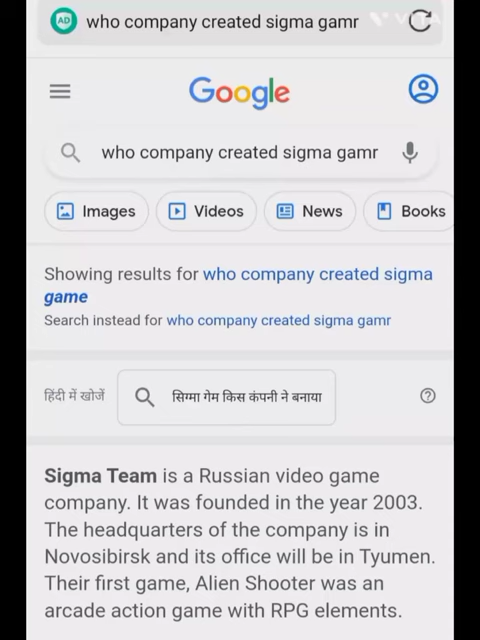 AD who company created sigma gamr
VITA
Google
who company created sigma gamr
Images Videos News Books
Showing results for who company created sigma
game
Search instead for who company created sigma gamr
हिंदी में खोजें सिग्मा गेम किस कंपनी ने बनाया
Sigma Team is a Russian video game
company. It was founded in the year 2003.
The headquarters of the company is in
Novosibirsk and its office will be in Tyumen.
Their first game, Alien Shooter was an
arcade action game with RPG elements.